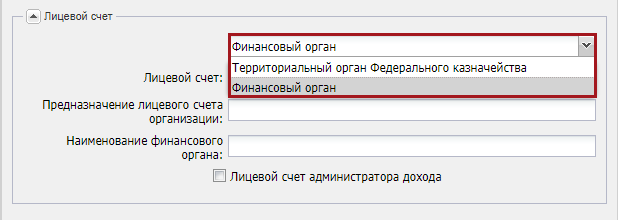 Лицевой счет
Финансовый орган
Территориальный орган Федерального казначейства
Лицевой счет:
Финансовый орган
Предназначение лицевого счета
организации:
Наименование финансового
органа:
Лицевой счет администратора дохода